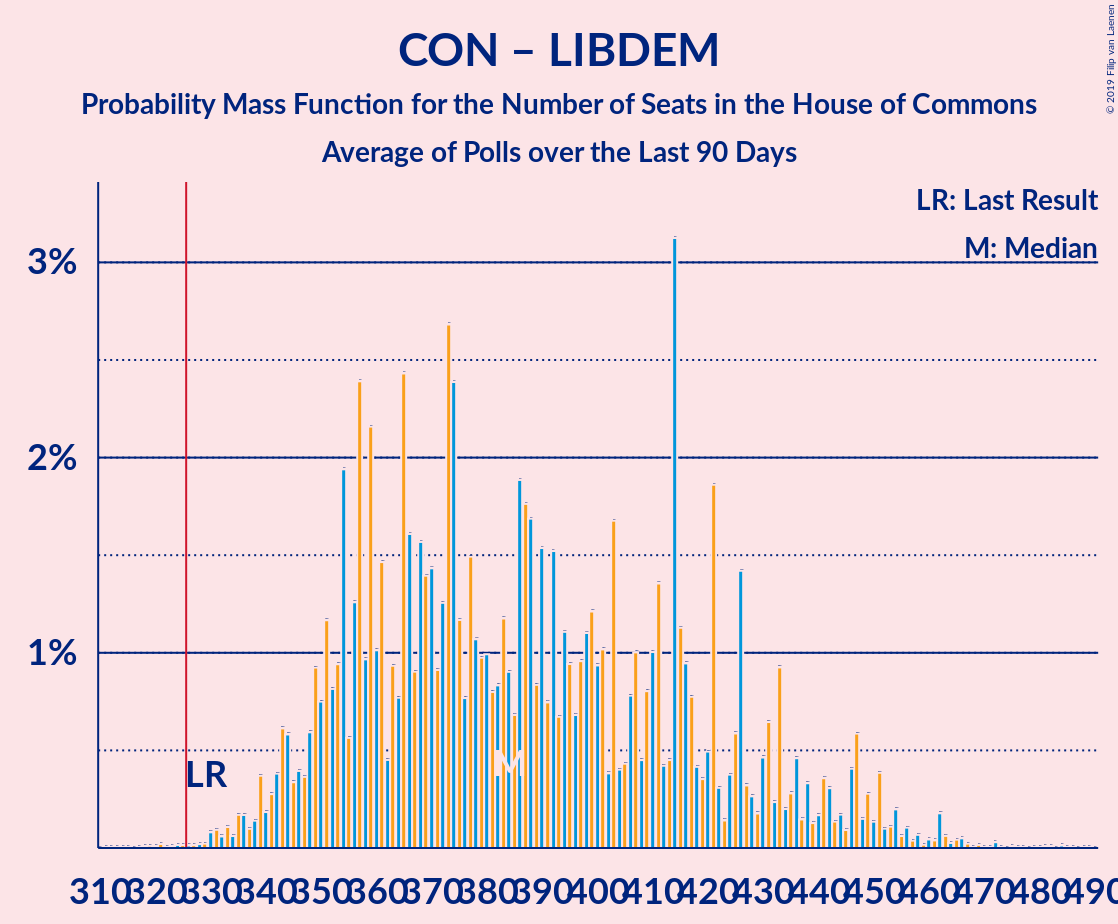 CON – LIBDEM
Probability Mass Function for the Number of Seats in the House of Commons
Average of Polls over the Last 90 Days
© 2019 Filip van Laenen
LR: Last Result
M: Median
3%
2%
1%
LR
M
310 320 330 340 350 360 370 380 390 400 410 420 430 440 450 460 470 480 490